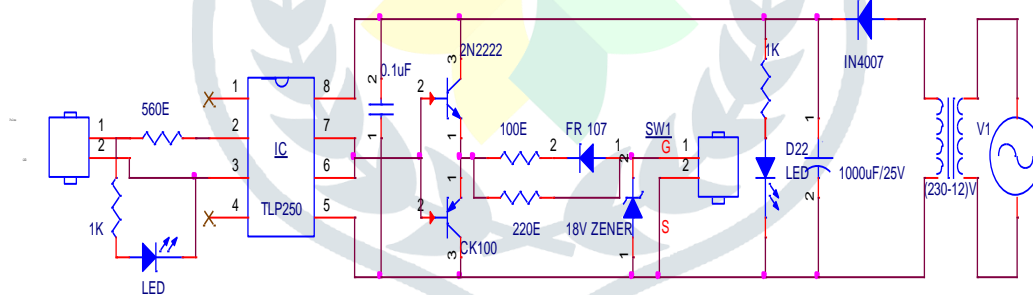 2N2222
0.1uF
1K
IN4007
560E
1
2
1
2
3
4
IC
TLP250
8
7
6
5
2
1
3
2
1
1
2
3
CK100
100E
FR 107
2
1
220E
18V ZENER
2
1
SW1
G
1
2
S
D22
LED
1
2
1000uF/25V
(230-12)V
V1
1K
LED